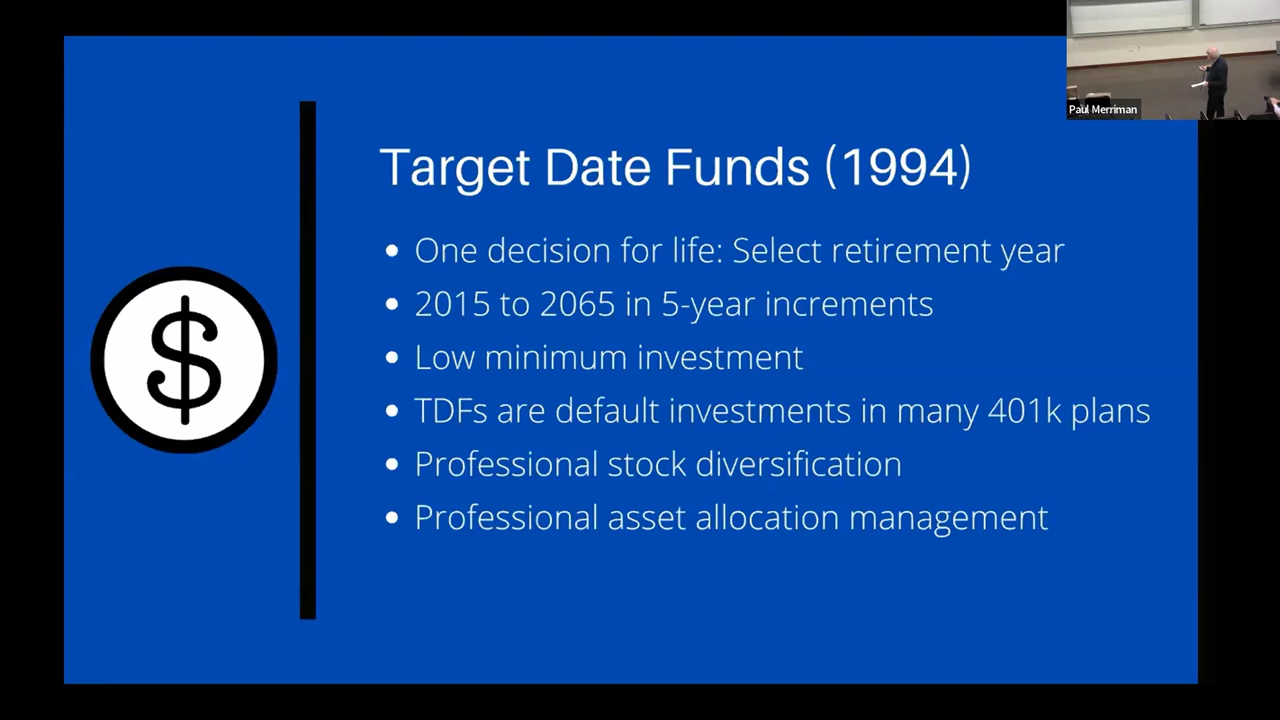 Paul Merriman
Target Date Funds (1994)
• One decision for life: Select retirement year
• 2015 to 2065 in 5-year increments
• Low minimum investment
• TDFs are default investments in many 401k plans
• Professional stock diversification
• Professional asset allocation management
$